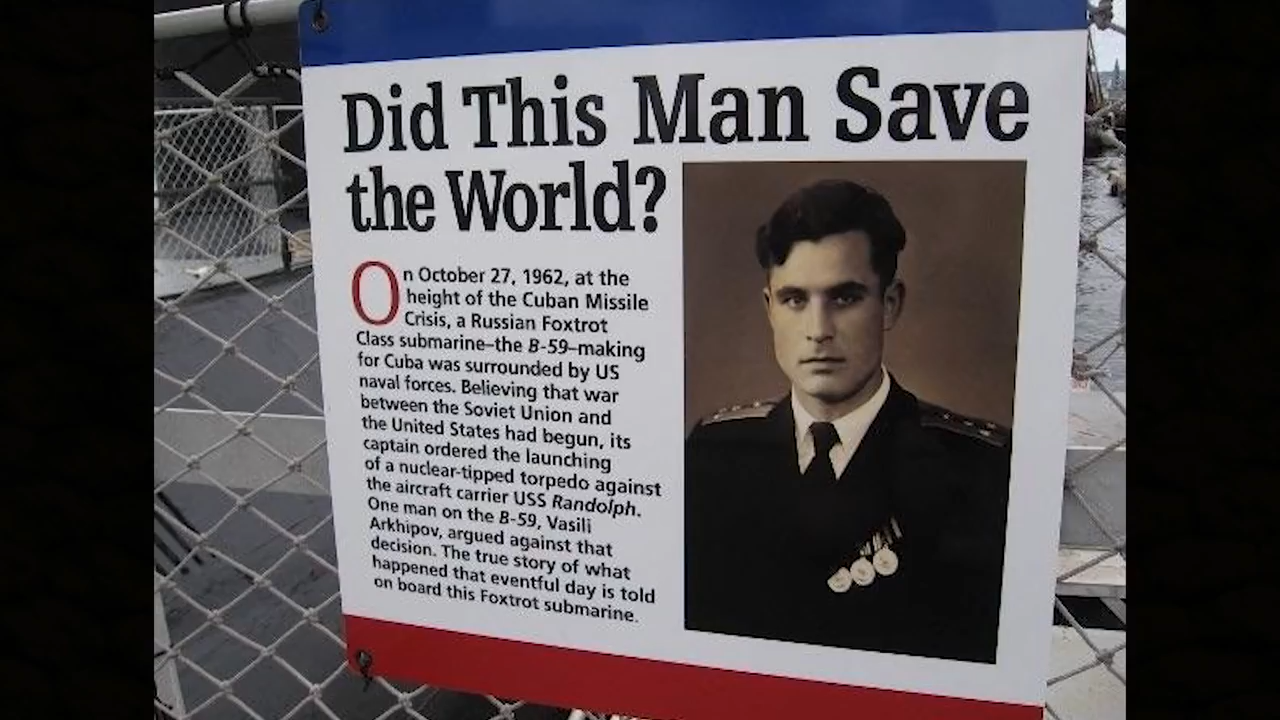 Did This Man Save
the World?
On October 27, 1962, at the
height of the Cuban Missile
Crisis, a Russian Foxtrot
Class submarine–the B-59–making
for Cuba was surrounded by US
naval forces. Believing that war
between the Soviet Union and
the United States had begun, its
captain ordered the launching
of a nuclear-tipped torpedo against
the aircraft carrier USS Randolph.
One man on the B-59, Vasili
Arkhipov, argued against that
decision. The true story of what
happened that eventful day is told
on board this Foxtrot submarine.